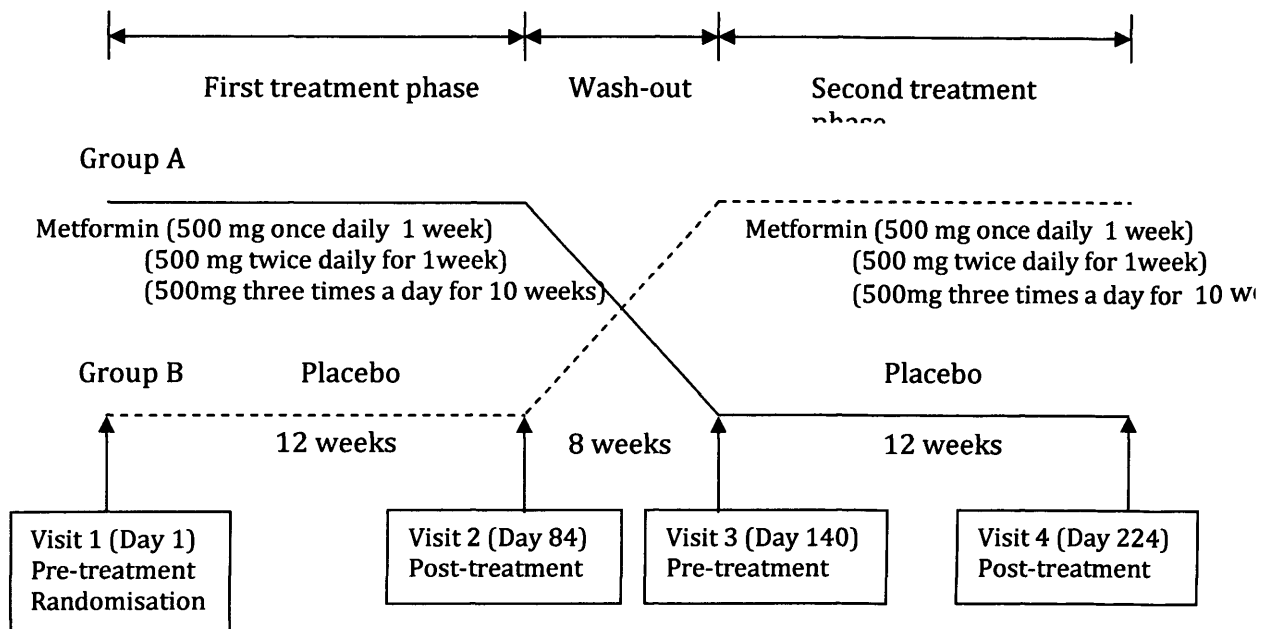 First treatment phase
Wash-out
Second treatment
phase
Group A
Metformin (500 mg once daily 1 week)
(500 mg twice daily for 1week)
(500mg three times a day for 10 weeks)
Metformin (500 mg once daily 1 week)
(500 mg twice daily for 1week)
(500mg three times a day for 10
Group B
Placebo
Placebo
12 weeks
8 weeks
12 weeks
Visit 1 (Day 1)
Pre-treatment
Randomisation
Visit 2 (Day 84)
Post-treatment
Visit 3 (Day 140)
Pre-treatment
Visit 4 (Day 224)
Post-treatment